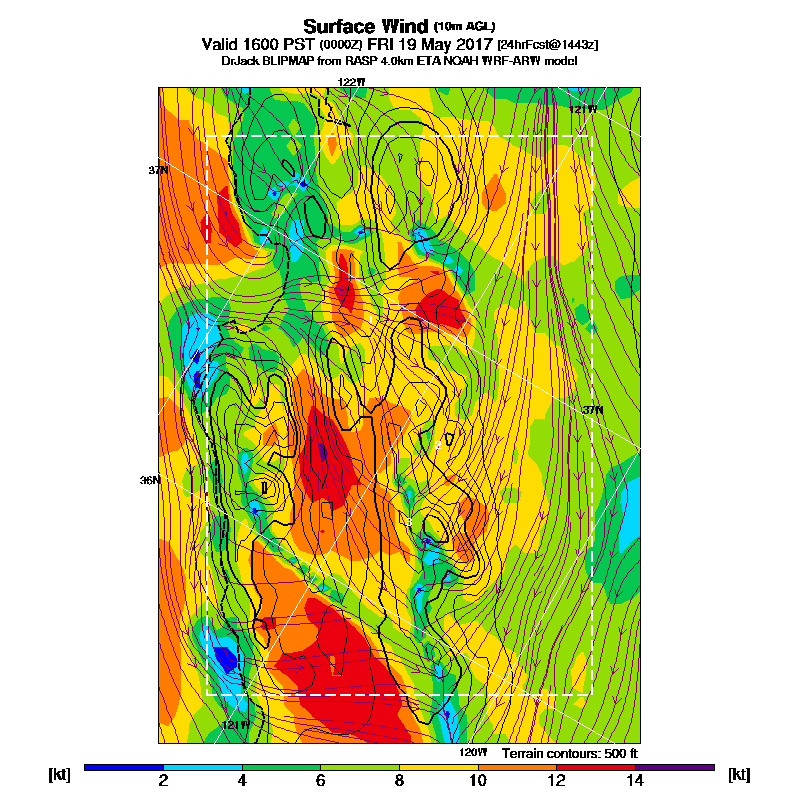 Surface Wind (10m AGL)
Valid 1600 PST (0000Z) FRI 19 May 2017 [24hrFcst@1443z]
DrJack BLIPMAP from RASP 4.0km ETA NOAH WRF-ARW model
122W
121W
37N
37N
2
36N
3
121W
120W
Terrain contours: 500 ft
[kt] 2 4 6 8 10 12 14 [kt]